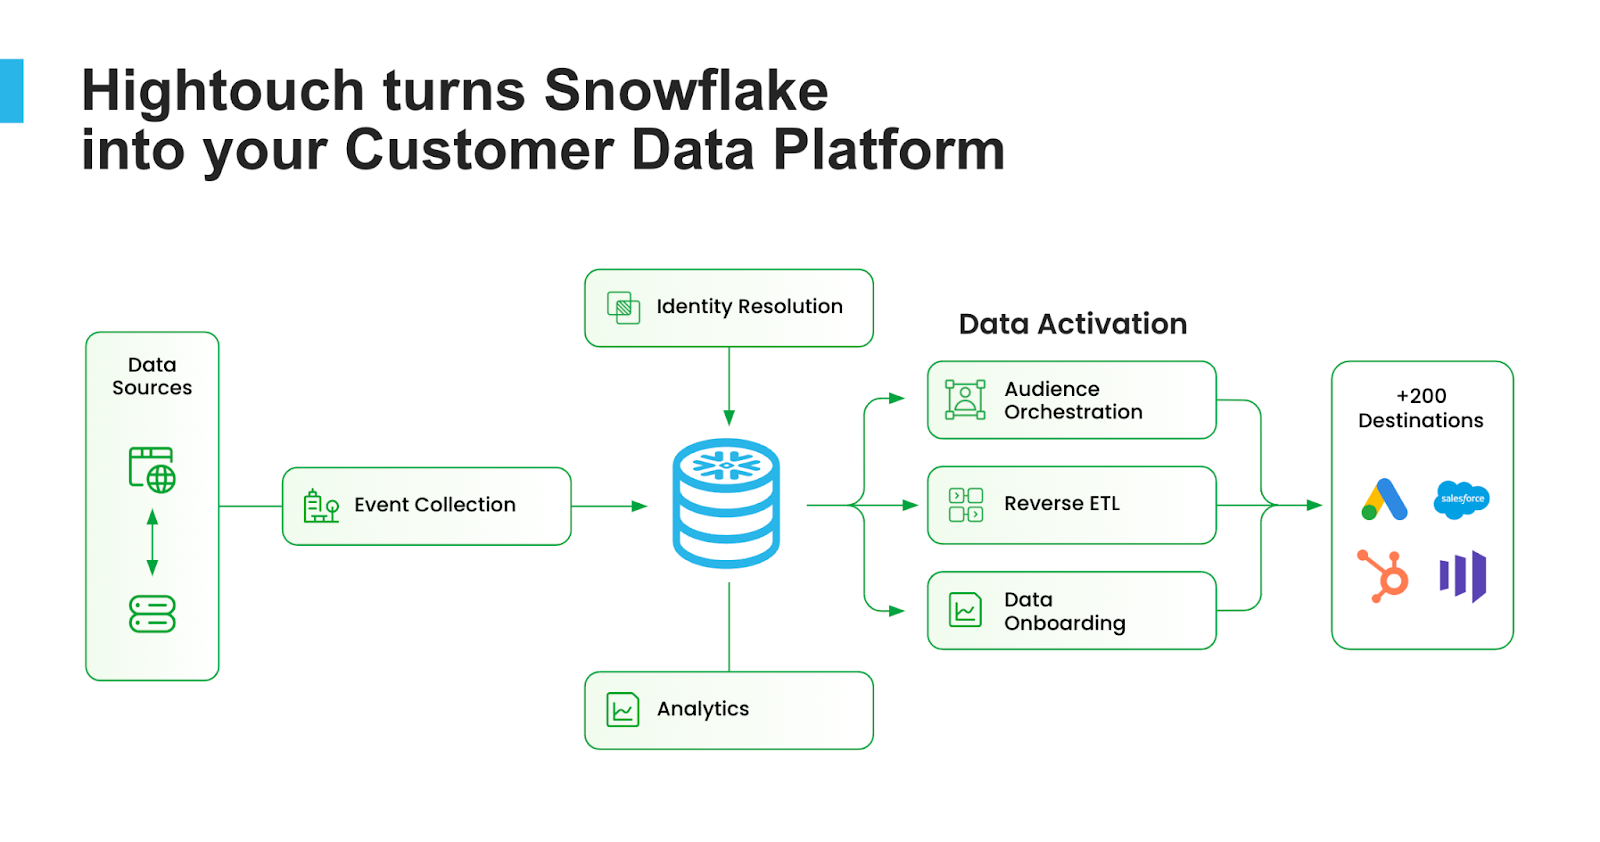 Hightouch turns Snowflake
into your Customer Data Platform
Data
Sources
Event Collection
Identity Resolution
Analytics
Data Activation
Audience
Orchestration
Reverse ETL
Data
Onboarding
+200
Destinations
salesforce